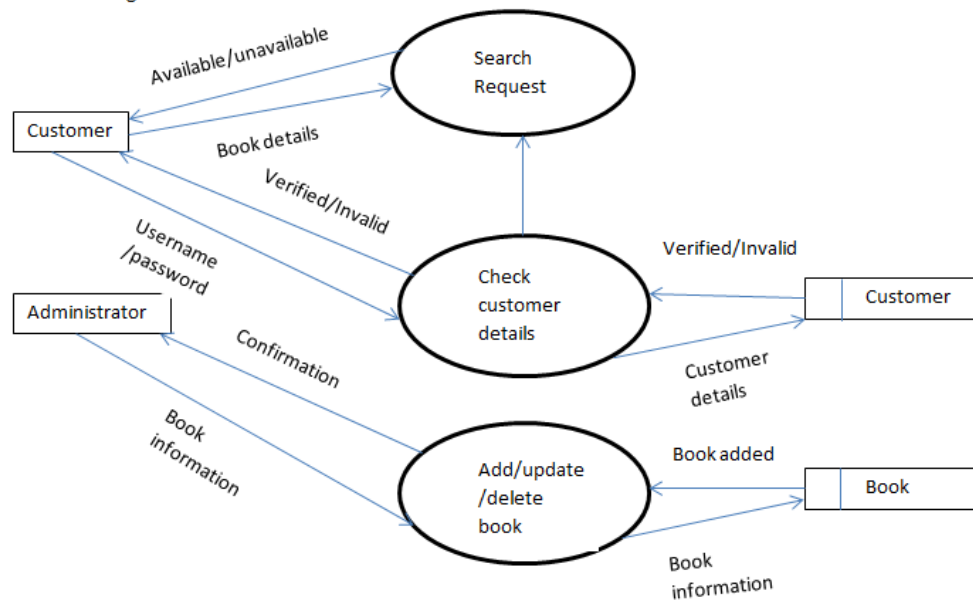 Available/unavailable
Search
Request
Customer
Book details
Verified/Invalid
Username
/password
Verified/Invalid
Check
customer
details
Customer
Administrator
Confirmation
Customer
details
Book
information
Add/update
/delete
book
Book added
Book
Book
information